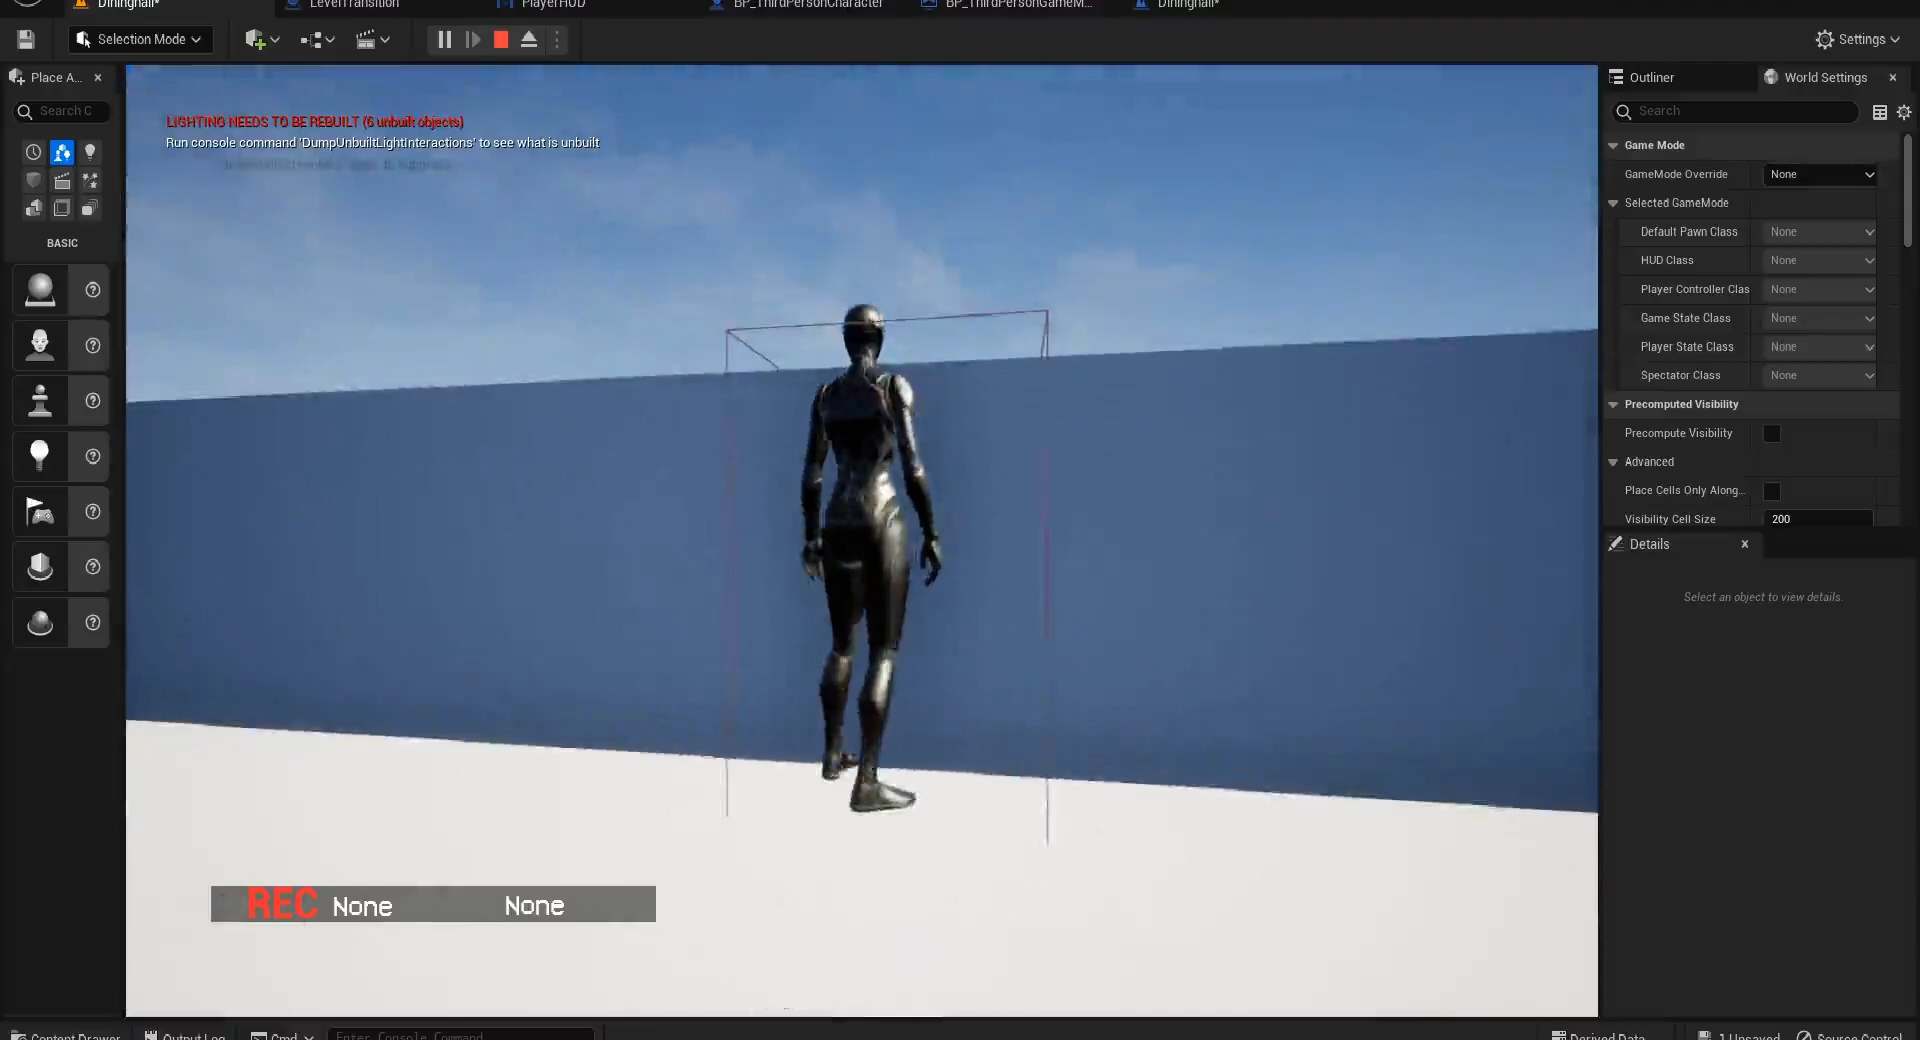 Dininghall*
LevelTransition
PlayerHUD
BP_ThirdPersonCharacter
BP_ThirdPersonGameM...
Dininghall*
Selection Mode
Settings
Place A...
Search C
BASIC
LIGHTING NEEDS TO BE REBUILT (6 unbuilt objects)
Run console command 'DumpUnbuiltLightInteractions' to see what is unbuilt
REC None None
Outliner
World Settings
Search
Game Mode
GameMode Override None
Selected GameMode
Default Pawn Class None
HUD Class None
Player Controller Clas None
Game State Class None
Player State Class None
Spectator Class None
Precomputed Visibility
Precompute Visibility
Advanced
Place Cells Only Along...
Visibility Cell Size 200
Details
Select an object to view details.
Content Drawer
Output Log
Cmd
Enter Console Command
Derived Data
1 Unsaved
Source Control